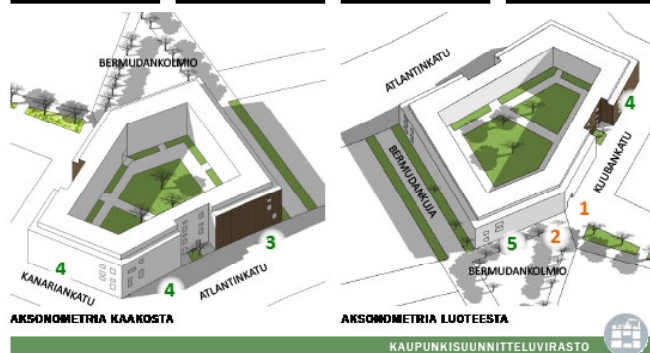 BERMUDANKOLMIO
3
4
KANARIANKATU
4
ATLANTINKATU
AKSONOMETRIA KAAKOSTA
ATLANTINKATU
4
BERMUDANKUJA
KUUBANKATU
1
5
2
BERMUDANKOLMIO
AKSONOMETRIA LUOTEESTA
KAUPUNKISUUNNITTELUVIRASTO